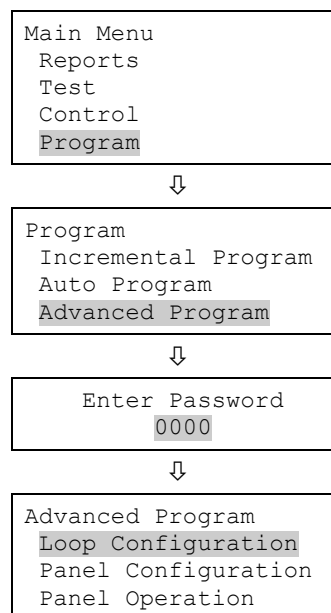 Main Menu
Reports
Test
Control
Program
⇩
Program
Incremental Program
Auto Program
Advanced Program
⇩
Enter Password
0000
⇩
Advanced Program
Loop Configuration
Panel Configuration
Panel Operation